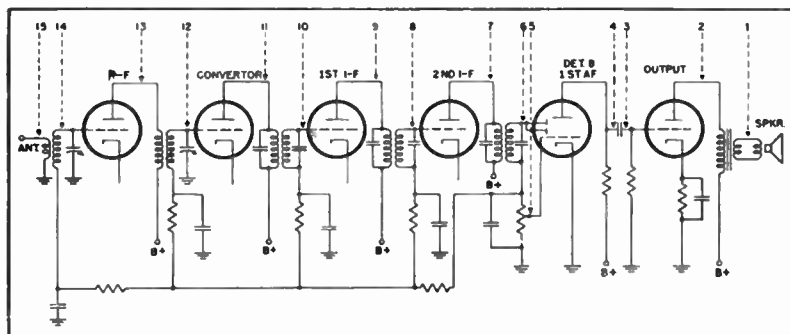 15 14 13 12 11 10 9 8 7 6 5 4 3 2 1
R-F CONVERTOR 1ST I-F 2ND I-F DET. B 1ST AF OUTPUT SPKR.
ANT.
B+ B+ B+ B+ B+ B+